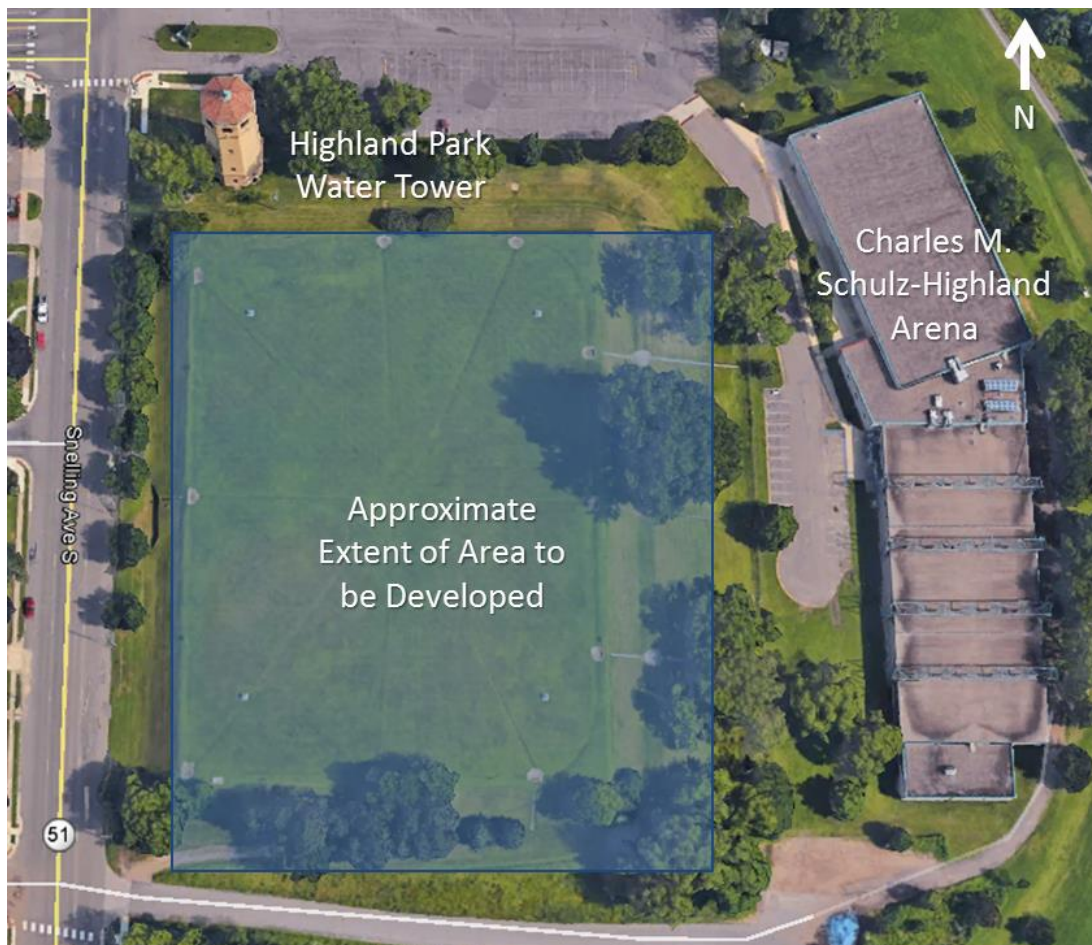 N
Highland Park
Water Tower
Charles M.
Schulz-Highland
Arena
Snelling Ave S
Approximate
Extent of Area to
be Developed
51